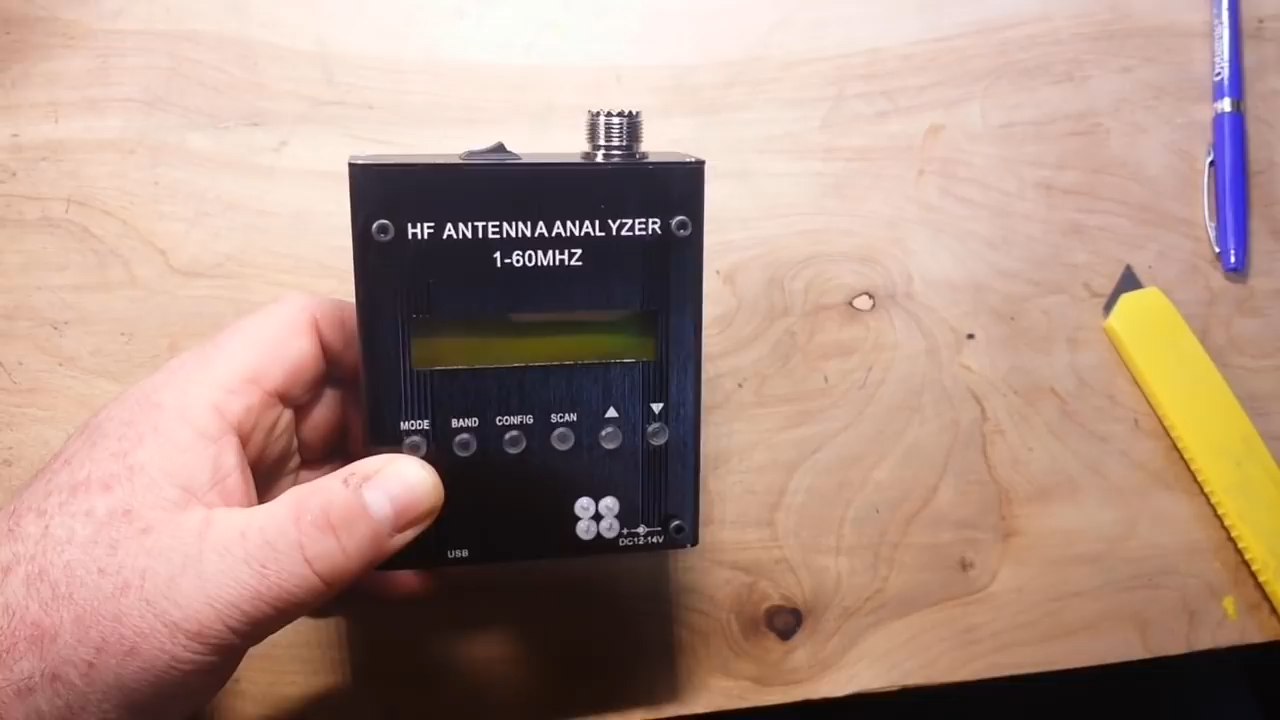 HF ANTENNA ANALYZER
1-60MHZ
MODE BAND CONFIG SCAN ▲ ▼
USB
DC12-14V